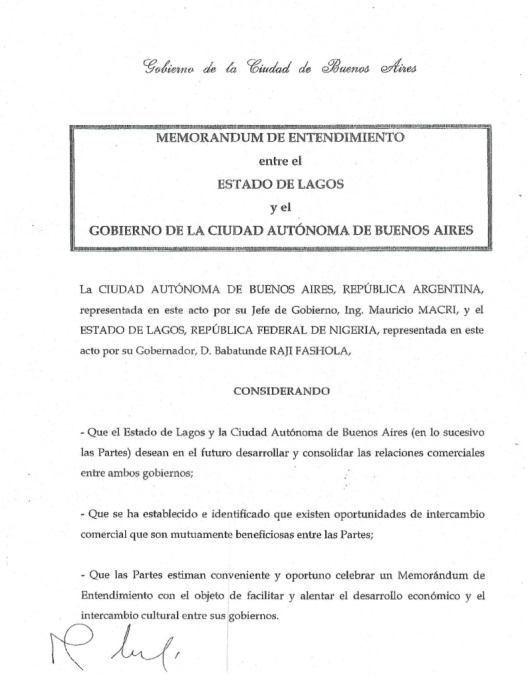 Gobierno de la Ciudad de Buenos Aires
MEMORANDUM DE ENTENDIMIENTO
entre el
ESTADO DE LAGOS
y el
GOBIERNO DE LA CIUDAD AUTÓNOMA DE BUENOS AIRES
La CIUDAD AUTÓNOMA DE BUENOS AIRES, REPÚBLICA ARGENTINA,
representada en este acto por su Jefe de Gobierno, Ing. Mauricio MACRI, y el
ESTADO DE LAGOS, REPÚBLICA FEDERAL DE NIGERIA, representada en este
acto por su Gobernador, D. Babatunde RAJI FASHOLA,
CONSIDERANDO
- Que el Estado de Lagos y la Ciudad Autónoma de Buenos Aires (en lo sucesivo
las Partes) desean en el futuro desarrollar y consolidar las relaciones comerciales
entre ambos gobiernos;
- Que se ha establecido e identificado que existen oportunidades de intercambio
comercial que son mutuamente beneficiosas entre las Partes;
- Que las Partes estiman conveniente y oportuno celebrar un Memorándum de
Entendimiento con el objeto de facilitar y alentar el desarrollo económico y el
intercambio cultural entre sus gobiernos.